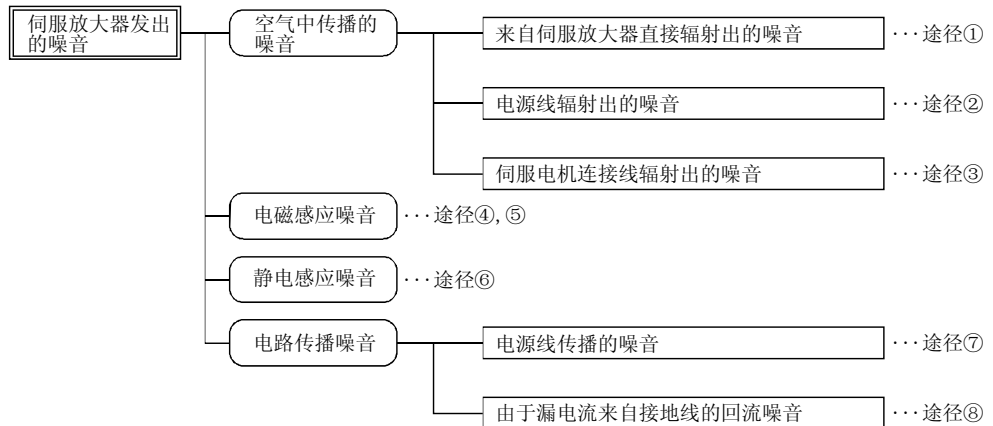 伺服放大器发出
的噪音
空气中传播的
噪音
来自伺服放大器直接辐射出的噪音
···途径①
电源线辐射出的噪音
···途径②
伺服电机连接线辐射出的噪音
···途径③
电磁感应噪音
···途径④,⑤
静电感应噪音
···途径⑥
电路传播噪音
电源线传播的噪音
···途径⑦
由于漏电流来自接地线的回流噪音
···途径⑧